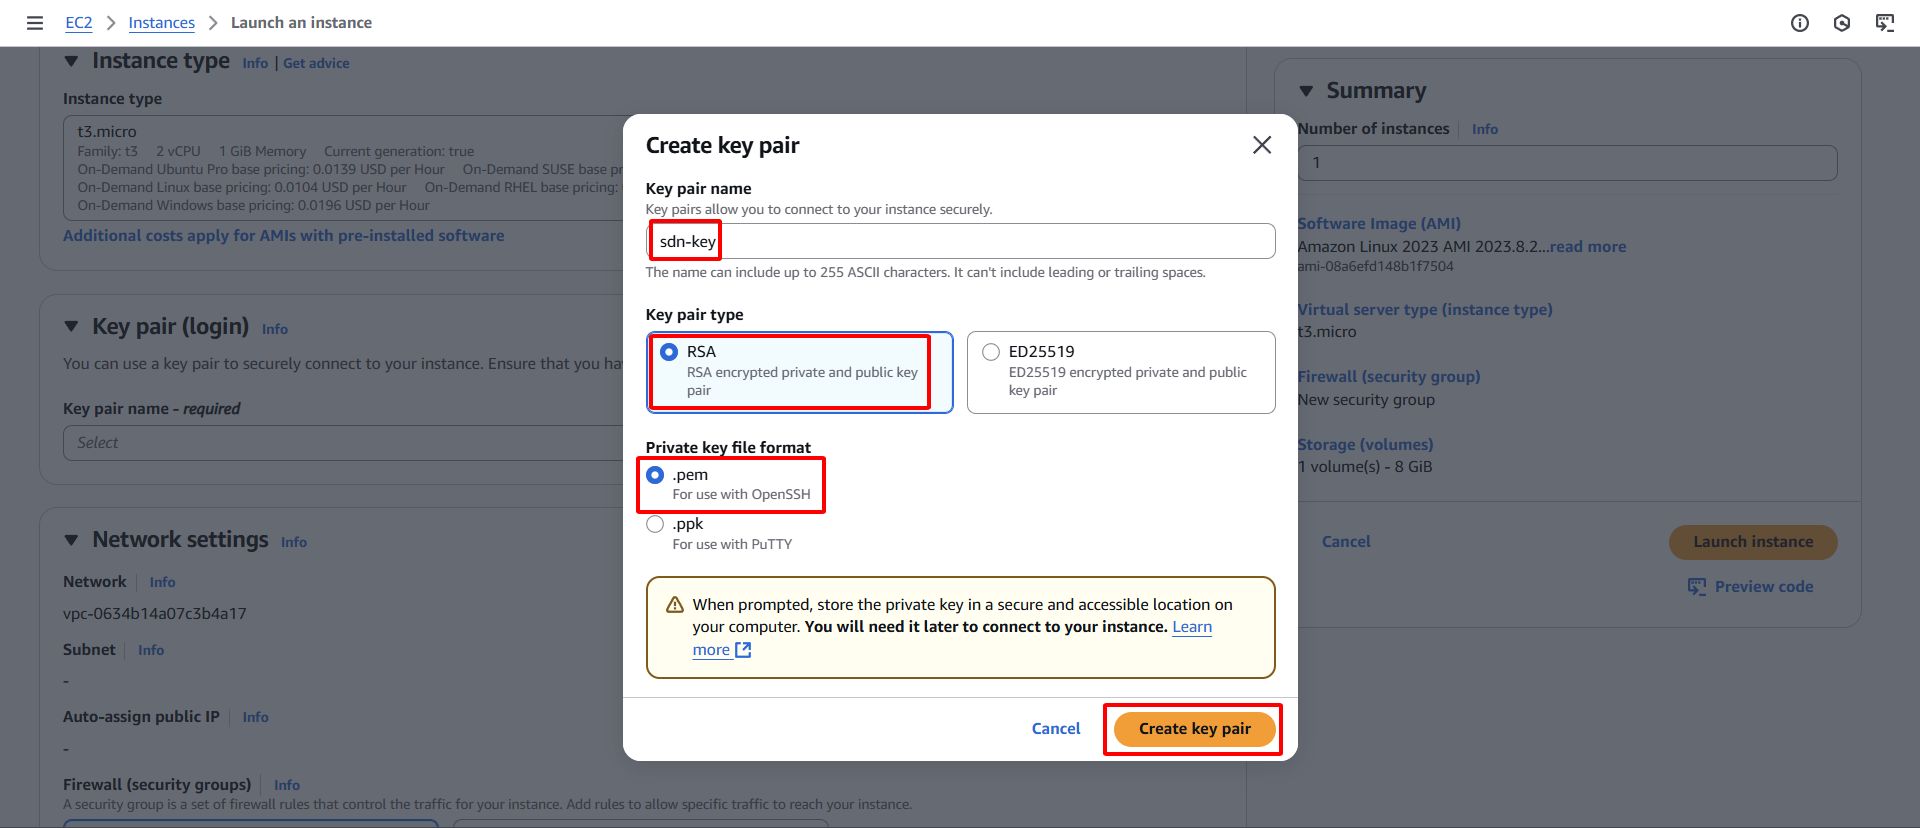 EC2 > Instances > Launch an instance
Instance type Info | Get advice
Instance type
t3.micro
Family: t3 2 vCPU 1 GiB Memory Current generation: true
On-Demand Ubuntu Pro base pricing: 0.0139 USD per Hour On-Demand SUSE base pr
On-Demand Linux base pricing: 0.0104 USD per Hour On-Demand RHEL base pricing:
On-Demand Windows base pricing: 0.0196 USD per Hour
Additional costs apply for AMIs with pre-installed software
Key pair (login) Info
You can use a key pair to securely connect to your instance. Ensure that you ha
Key pair name - required
Select
Network settings Info
Network Info
vpc-0634b14a07c3b4a17
Subnet Info
-
Auto-assign public IP Info
-
Firewall (security groups) Info
A security group is a set of firewall rules that control the traffic for your instance. Add rules to allow specific traffic to reach your instance.
Create key pair
Key pair name
Key pairs allow you to connect to your instance securely.
sdn-key
The name can include up to 255 ASCII characters. It can't include leading or trailing spaces.
Key pair type
RSA
RSA encrypted private and public key
pair
ED25519
ED25519 encrypted private and public
key pair
Private key file format
.pem
For use with OpenSSH
.ppk
For use with PuTTY
When prompted, store the private key in a secure and accessible location on
your computer. You will need it later to connect to your instance. Learn
more
Cancel
Create key pair
Summary
Number of instances Info
1
Software Image (AMI)
Amazon Linux 2023 AMI 2023.8.2...read more
ami-08a6efd148b1f7504
Virtual server type (instance type)
t3.micro
Firewall (security group)
New security group
Storage (volumes)
1 volume(s) - 8 GiB
Cancel
Launch instance
Preview code